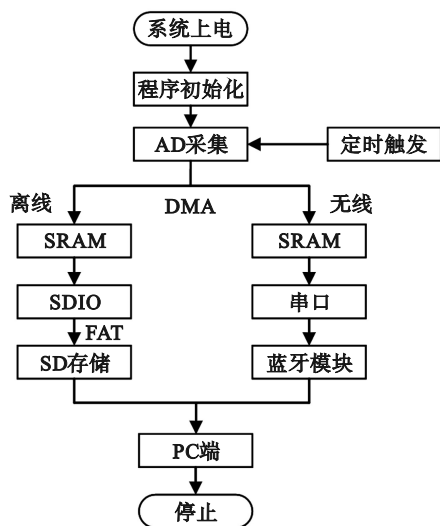 系统上电
程序初始化
AD采集
定时触发
离线
DMA
无线
SRAM
SRAM
SDIO
串口
FAT
SD存储
蓝牙模块
PC端
停止